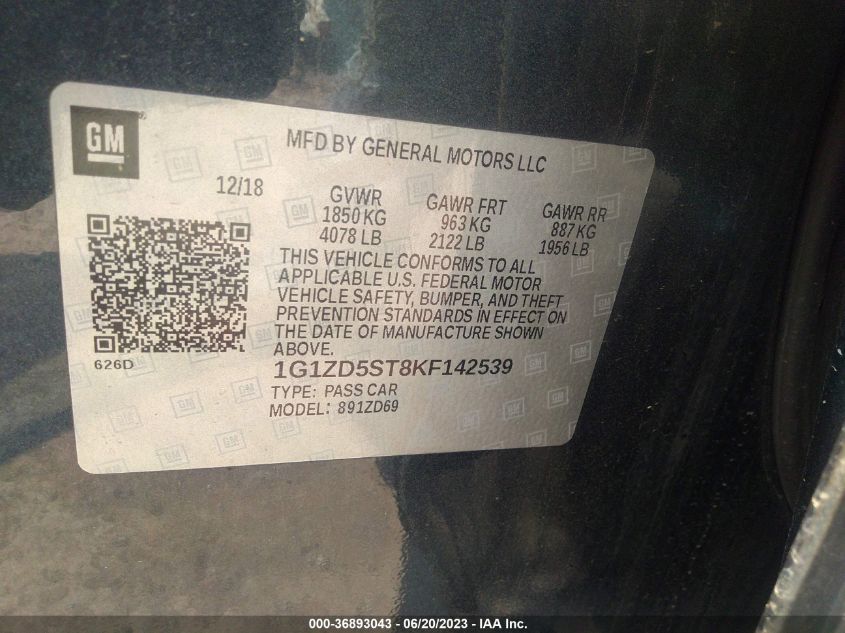 GM
MFD BY GENERAL MOTORS LLC
12/18
GVWR
1850 KG
4078 LB
GAWR FRT
963 KG
2122 LB
GAWR RR
887 KG
1956 LB
THIS VEHICLE CONFORMS TO ALL
APPLICABLE U.S. FEDERAL MOTOR
VEHICLE SAFETY, BUMPER, AND THEFT
PREVENTION STANDARDS IN EFFECT ON
THE DATE OF MANUFACTURE SHOWN
ABOVE.
626D
1G1ZD5ST8KF142539
TYPE: PASS CAR
MODEL: 891ZD69
000-36893043 - 06/20/2023 - IAA Inc.